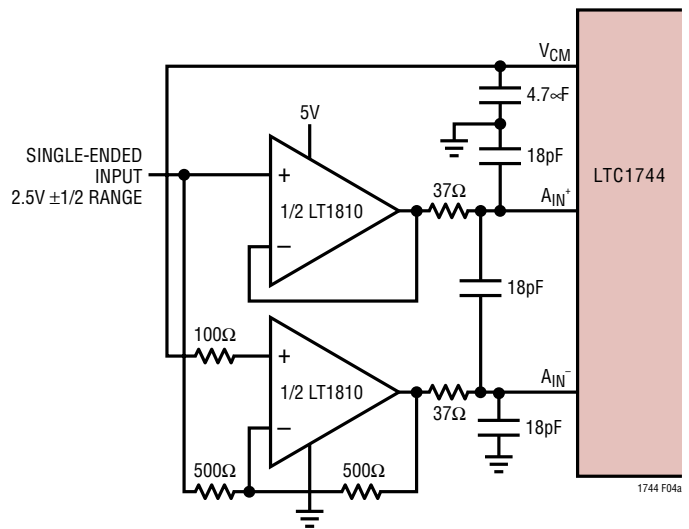 V_CM
4.7∝F
5V
SINGLE-ENDED
INPUT
2.5V ±1/2 RANGE
18pF
LTC1744
+
37Ω
A_IN⁺
1/2 LT1810
–
18pF
100Ω
+
1/2 LT1810
37Ω
A_IN⁻
–
18pF
500Ω
500Ω
1744 F04a